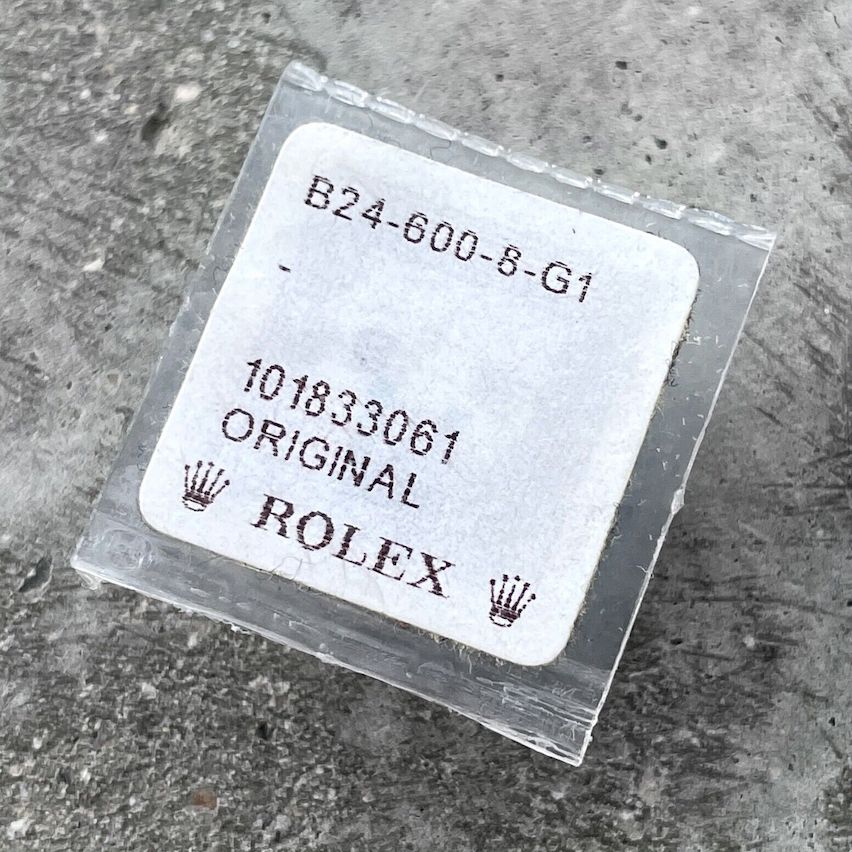 B24-600-8-G1
-
101833061
ORIGINAL
ROLEX